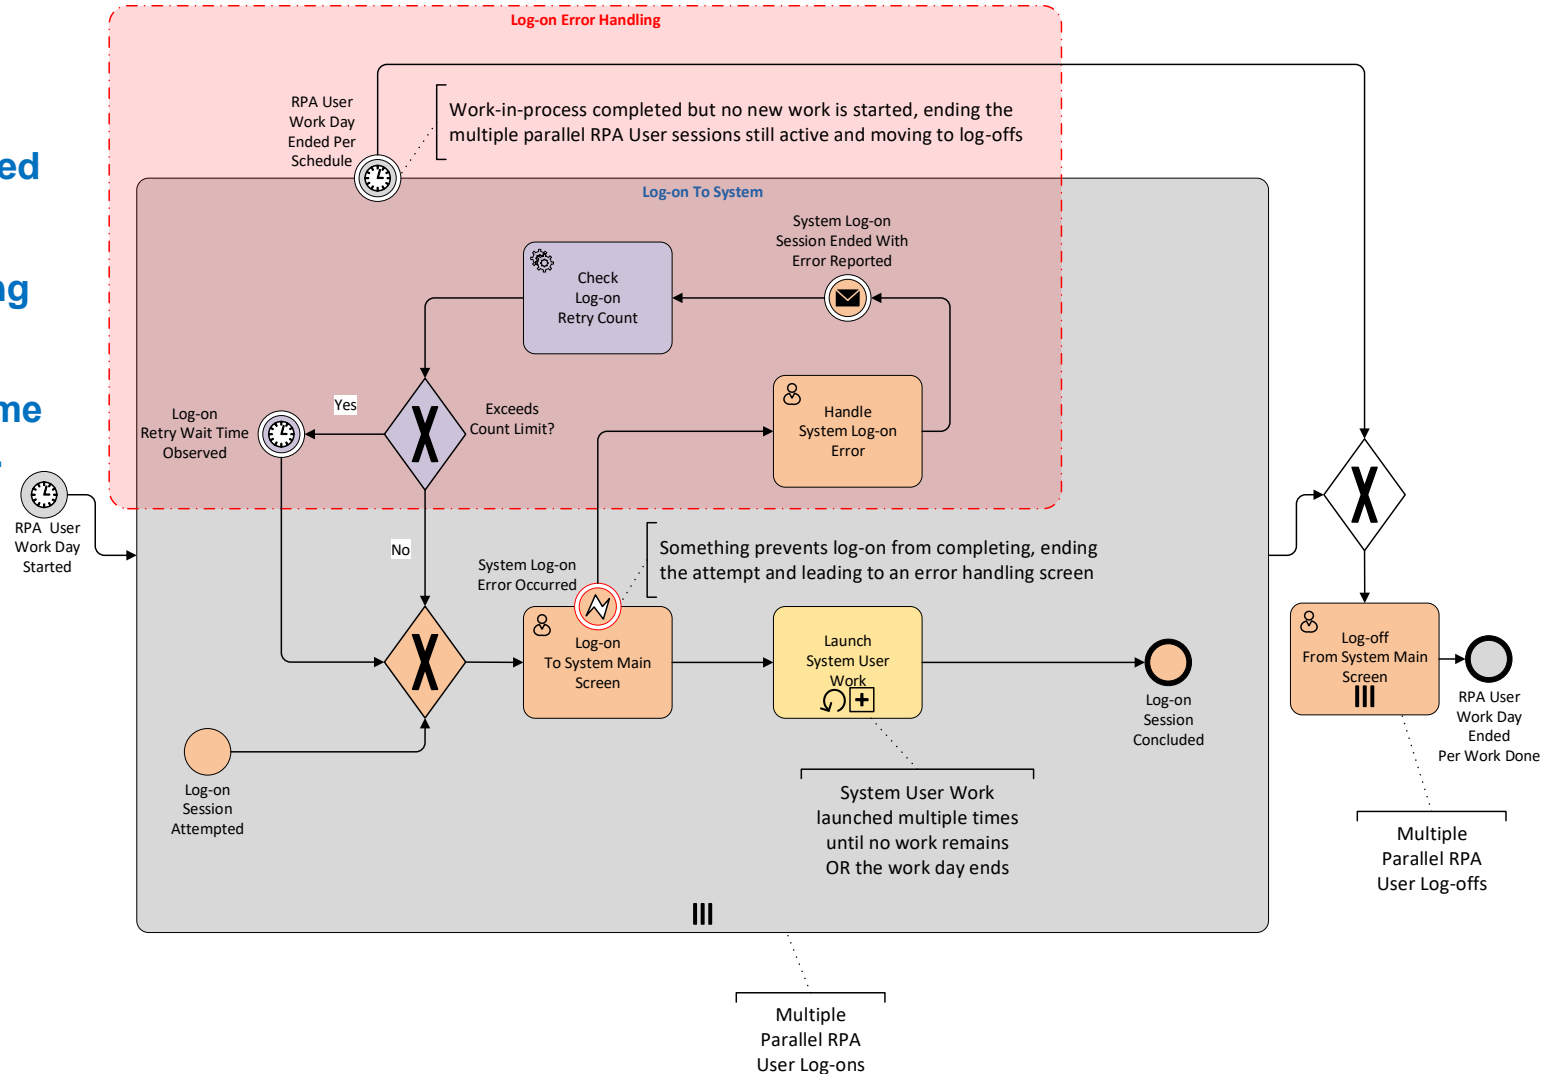 Log-on Error Handling
RPA User
Work Day
Ended Per
Schedule
Work-in-process completed but no new work is started, ending the
multiple parallel RPA User sessions still active and moving to log-offs
ed
Log-on To System
System Log-on
Session Ended With
Error Reported
Check
Log-on
Retry Count
ng
Handle
System Log-on
Error
me
Log-on
Retry Wait Time
Observed
Yes
Exceeds
Count Limit?
RPA User
Work Day
Started
No
System Log-on
Error Occurred
Something prevents log-on from completing, ending
the attempt and leading to an error handling screen
Log-on
To System Main
Screen
Launch
System User
Work
Log-on
Session
Concluded
Log-off
From System Main
Screen
RPA User
Work Day
Ended
Per Work Done
Log-on
Session
Attempted
System User Work
launched multiple times
until no work remains
OR the work day ends
Multiple
Parallel RPA
User Log-offs
Multiple
Parallel RPA
User Log-ons